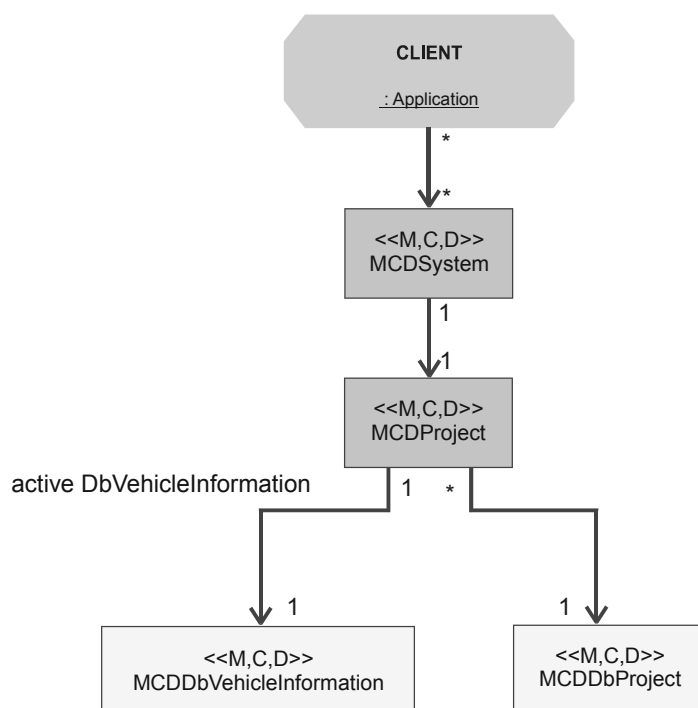 CLIENT
: Application
*
*
<<M,C,D>>
MCDSystem
1
1
<<M,C,D>>
MCDProject
active DbVehicleInformation
1
*
1
1
<<M,C,D>>
MCDDbVehicleInformation
<<M,C,D>>
MCDDbProject